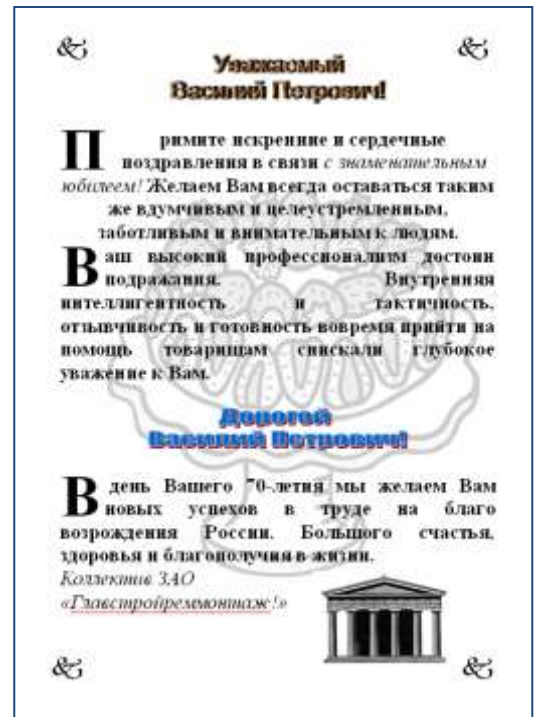 Уважаемый
Василий Петрович!
Примите искренние и сердечные
поздравления в связи с знаменательным
юбилеем! Желаем Вам всегда оставаться таким
же вдумчивым и целеустремленным,
заботливым и внимательным к людям.
Ваш высокий профессионализм достоин
подражания. Внутренняя
интеллигентность и тактичность,
отзывчивость и готовность вовремя прийти на
помощь товарищам снискали глубокое
уважение к Вам.
Дорогой
Василий Петрович!
В день Вашего 70-летия мы желаем Вам
новых успехов в труде на благо
возрождения России. Большого счастья,
здоровья и благополучия в жизни.
Коллектив ЗАО
«Главстройреммонтаж!»